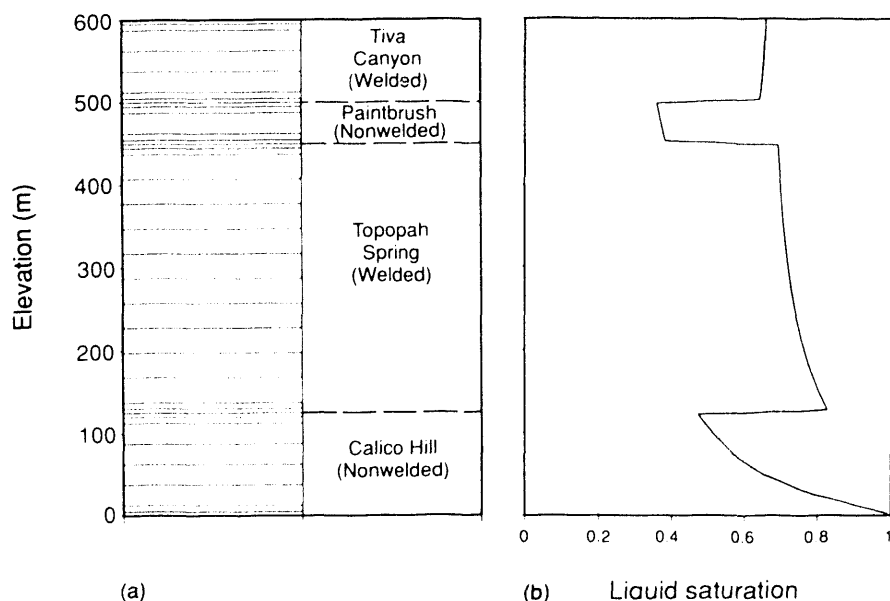 Elevation (m)
600
500
400
300
200
100
0
Tiva
Canyon
(Welded)
Paintbrush
(Nonwelded)
Topopah
Spring
(Welded)
Calico Hill
(Nonwelded)
(a)
0
0.2
0.4
0.6
0.8
1
(b)
Liquid saturation